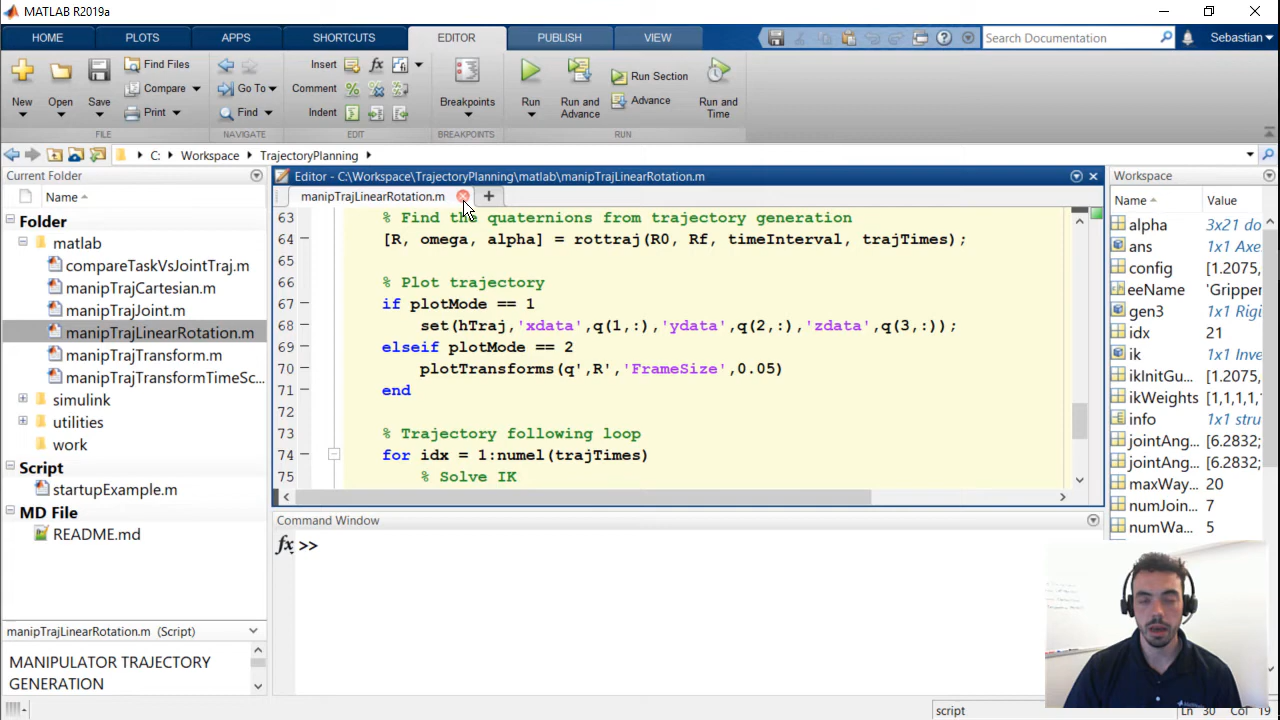 MATLAB R2019a
HOME PLOTS APPS SHORTCUTS EDITOR PUBLISH VIEW Search Documentation Sebastian
New Open Save Find Files Compare Print
Go To Find
Insert fx
Comment
Indent
Breakpoints
Run Run and Advance Run Section Advance Run and Time
FILE NAVIGATE EDIT BREAKPOINTS RUN
C: Workspace TrajectoryPlanning
Current Folder
Name
Folder
matlab
compareTaskVsJointTraj.m
manipTrajCartesian.m
manipTrajJoint.m
manipTrajLinearRotation.m
manipTrajTransform.m
manipTrajTransformTimeSc...
simulink
utilities
work
Script
startupExample.m
MD File
README.md
manipTrajLinearRotation.m (Script)
MANIPULATOR TRAJECTORY
GENERATION
Editor - C:\Workspace\TrajectoryPlanning\matlab\manipTrajLinearRotation.m
manipTrajLinearRotation.m
63 % Find the quaternions from trajectory generation
64 [R, omega, alpha] = rottraj(R0, Rf, timeInterval, trajTimes);
65
66 % Plot trajectory
67 if plotMode == 1
68 set(hTraj,'xdata',q(1,:),'ydata',q(2,:),'zdata',q(3,:));
69 elseif plotMode == 2
70 plotTransforms(q',R','FrameSize',0.05)
71 end
72
73 % Trajectory following loop
74 for idx = 1:numel(trajTimes)
75 % Solve IK
Command Window
fx >>
Workspace
Name Value
alpha 3x21 do
ans 1x1 Axe
config [1.2075,
eeName 'Gripper
gen3 1x1 Rigi
idx 21
ik 1x1 Inve
ikInitGu... [1.2075,
ikWeights [1,1,1,1,
info 1x1 stru
jointAng... [6.2832;
jointAng... [6.2832;
maxWay... 20
numJoin... 7
numWa... 5
script Ln 30 Col 19